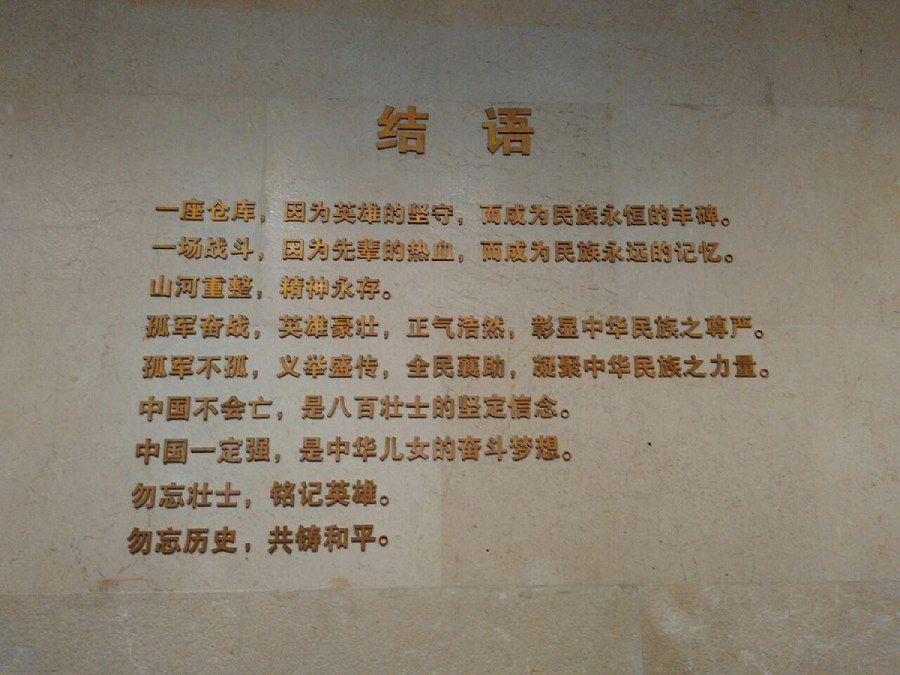 结 语
一座仓库，因为英雄的坚守，而成为民族永恒的丰碑。
一场战斗，因为先辈的热血，而成为民族永远的记忆。
山河重整，精神永存。
孤军奋战，英雄豪壮，正气浩然，彰显中华民族之尊严。
孤军不孤，义举盛传，全民襄助，凝聚中华民族之力量。
中国不会亡，是八百壮士的坚定信念。
中国一定强，是中华儿女的奋斗梦想。
勿忘壮士，铭记英雄。
勿忘历史，共铸和平。